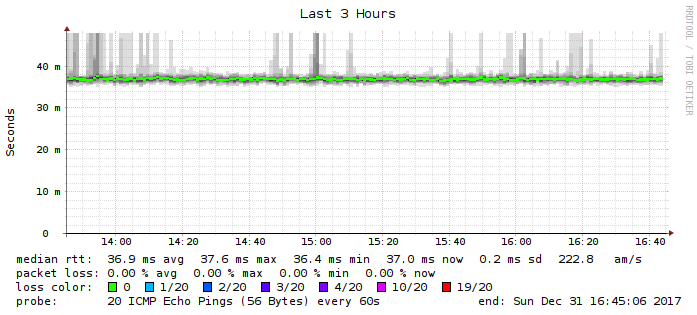 Last 3 Hours
RRDTOOL / TOBI OETIKER
Seconds
40 m
30 m
20 m
10 m
0
14:00 14:20 14:40 15:00 15:20 15:40 16:00 16:20 16:40
median rtt: 36.9 ms avg 37.6 ms max 36.4 ms min 37.0 ms now 0.2 ms sd 222.8 am/s
packet loss: 0.00 % avg 0.00 % max 0.00 % min 0.00 % now
loss color: 0 1/20 2/20 3/20 4/20 10/20 19/20
probe: 20 ICMP Echo Pings (56 Bytes) every 60s end: Sun Dec 31 16:45:06 2017